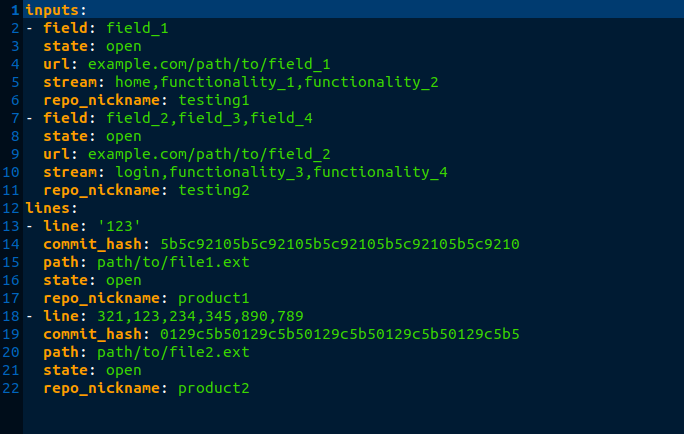 1 inputs:
2 - field: field_1
3   state: open
4   url: example.com/path/to/field_1
5   stream: home,functionality_1,functionality_2
6   repo_nickname: testing1
7 - field: field_2,field_3,field_4
8   state: open
9   url: example.com/path/to/field_2
10   stream: login,functionality_3,functionality_4
11   repo_nickname: testing2
12 lines:
13 - line: '123'
14   commit_hash: 5b5c92105b5c92105b5c92105b5c92105b5c9210
15   path: path/to/file1.ext
16   state: open
17   repo_nickname: product1
18 - line: 321,123,234,345,890,789
19   commit_hash: 0129c5b50129c5b50129c5b50129c5b50129c5b5
20   path: path/to/file2.ext
21   state: open
22   repo_nickname: product2